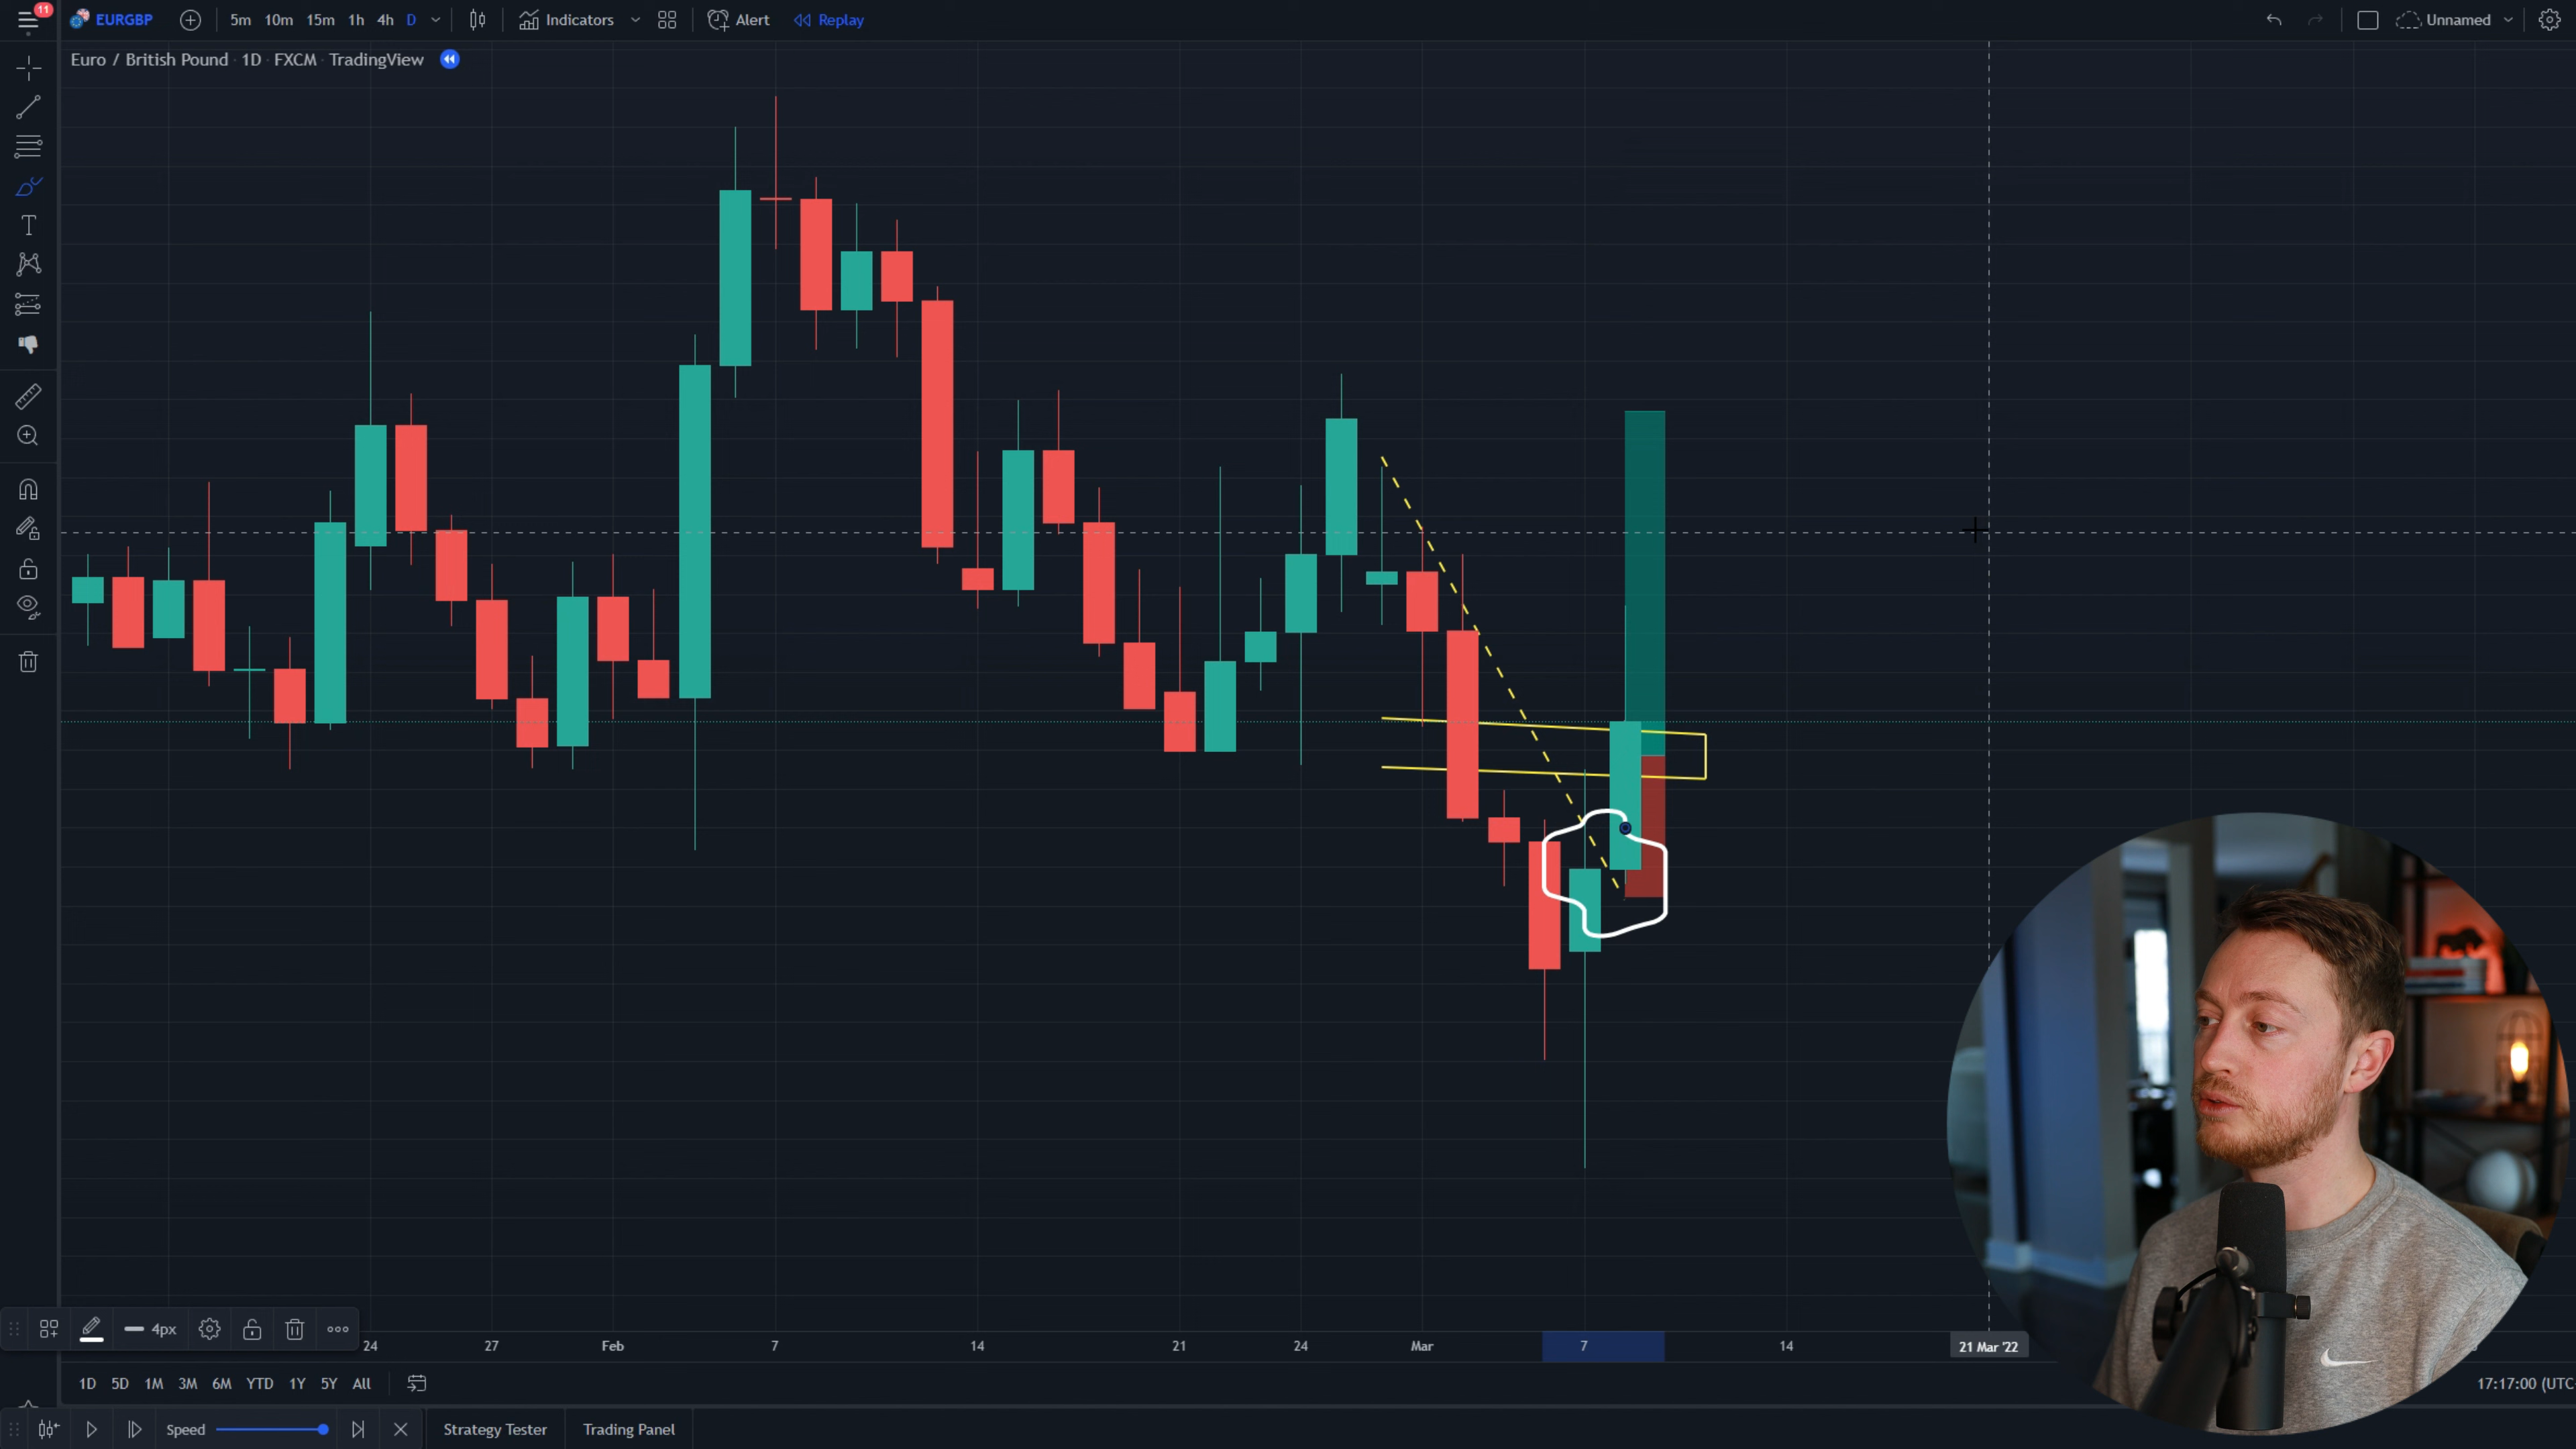 11
EURGBP 5m 10m 15m 1h 4h D Indicators Alert Replay Unnamed
Euro / British Pound · 1D · FXCM · TradingView
T
4px
24 27 Feb 7 14 21 24 Mar 7 14 21 Mar '22
1D 5D 1M 3M 6M YTD 1Y 5Y All 17:17:00 (UTC
Speed Strategy Tester Trading Panel